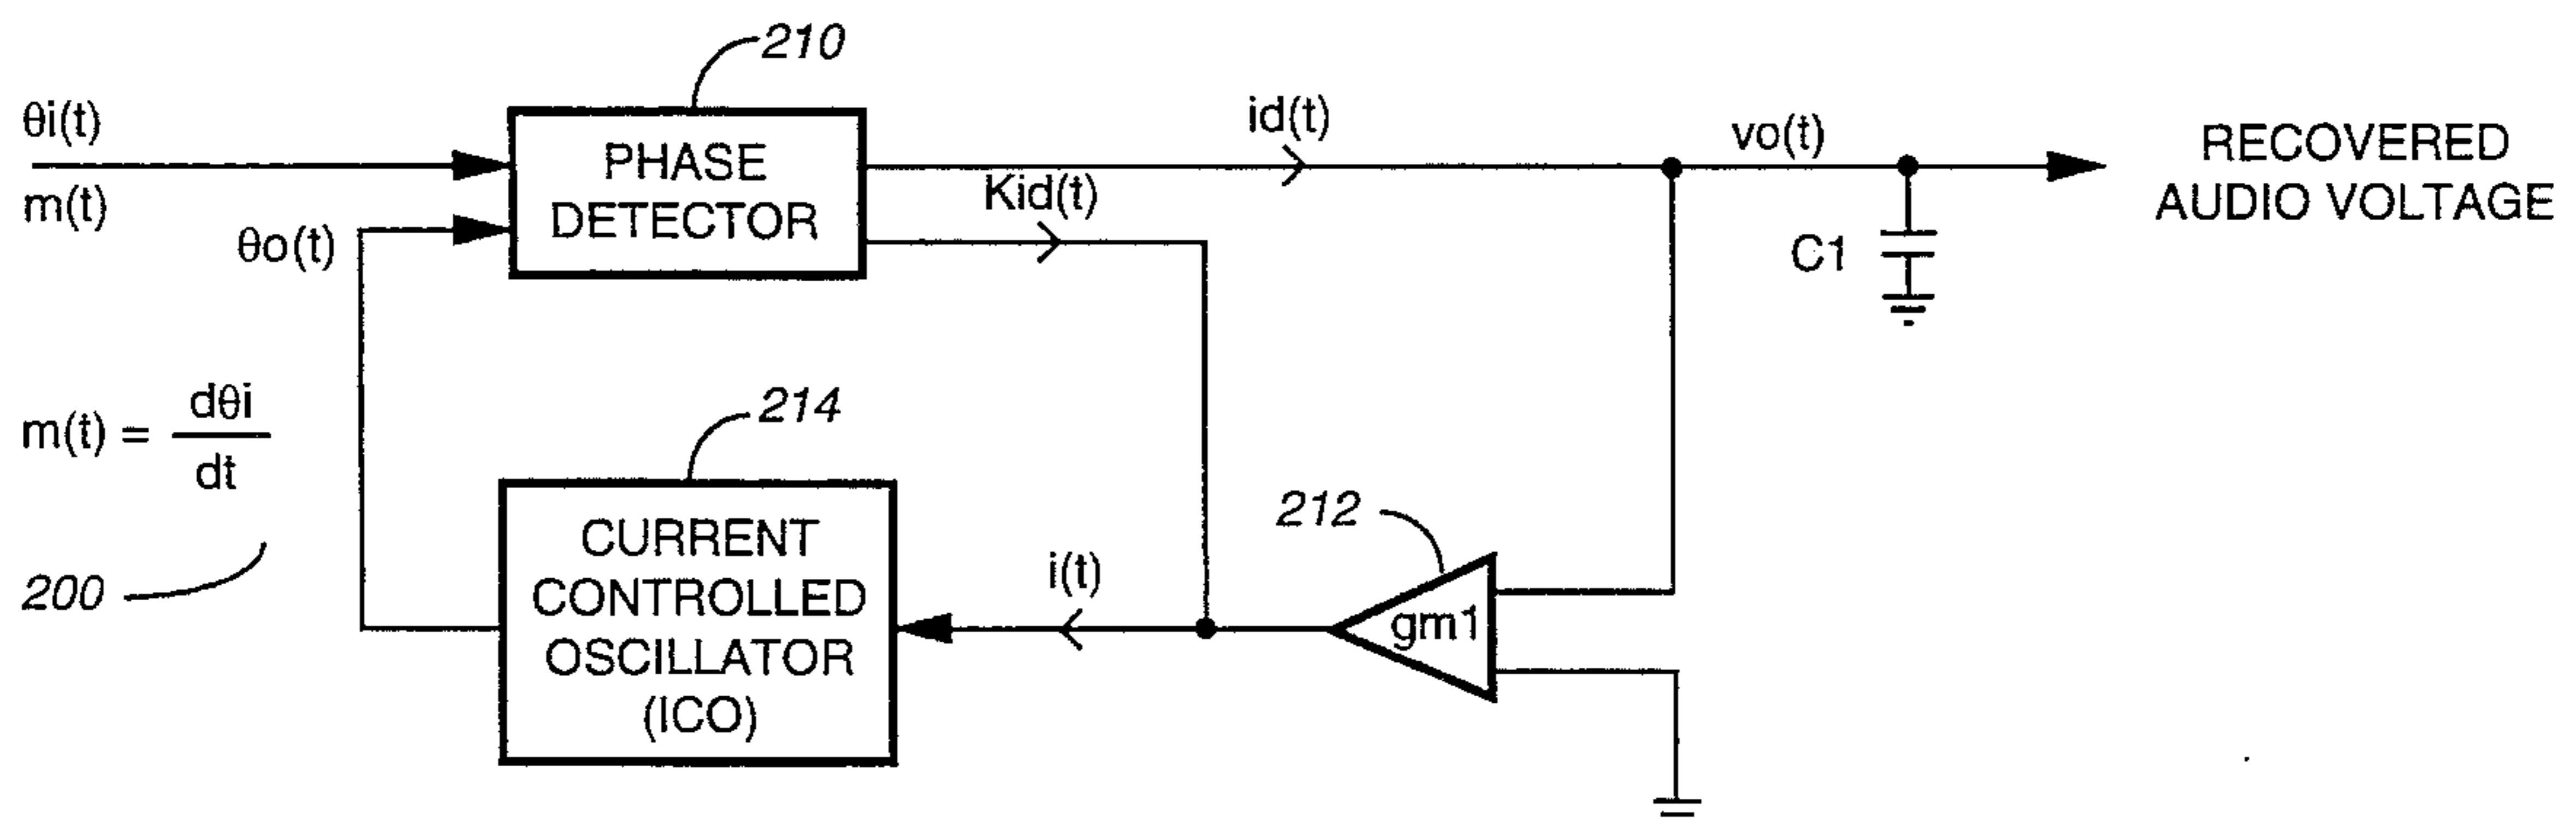 210
θi(t)
m(t)
θo(t)
PHASE
DETECTOR
id(t)
Kid(t)
vo(t)
RECOVERED
AUDIO VOLTAGE
C1
m(t) = dθi
dt
200
214
CURRENT
CONTROLLED
OSCILLATOR
(ICO)
i(t)
212
gm1